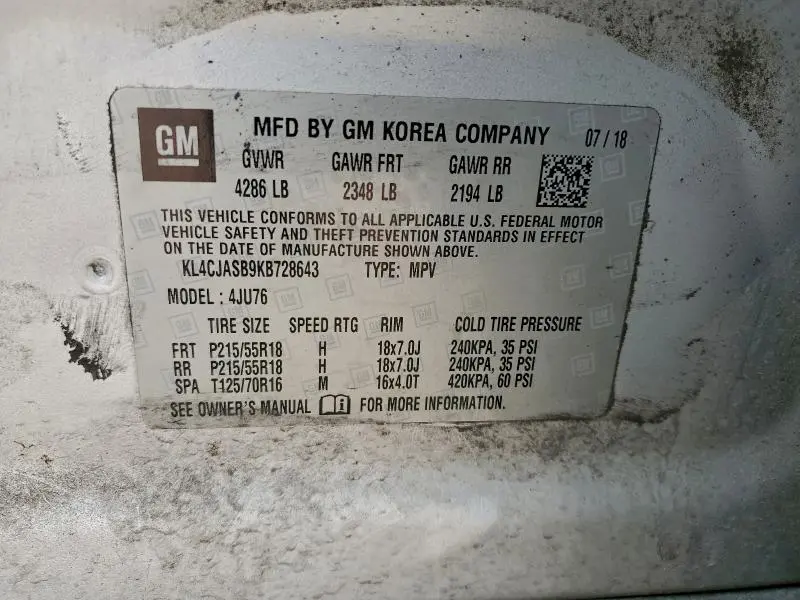 GM
MFD BY GM KOREA COMPANY 07 / 18
GVWR GAWR FRT GAWR RR
4286 LB 2348 LB 2194 LB
THIS VEHICLE CONFORMS TO ALL APPLICABLE U.S. FEDERAL MOTOR
VEHICLE SAFETY AND THEFT PREVENTION STANDARDS IN EFFECT
ON THE DATE OF MANUFACTURE SHOWN ABOVE.
KL4CJASB9KB728643 TYPE: MPV
MODEL : 4JU76
TIRE SIZE SPEED RTG RIM COLD TIRE PRESSURE
FRT P215/55R18 H 18x7.0J 240KPA, 35 PSI
RR P215/55R18 H 18x7.0J 240KPA, 35 PSI
SPA T125/70R16 M 16x4.0T 420KPA, 60 PSI
SEE OWNER'S MANUAL FOR MORE INFORMATION.